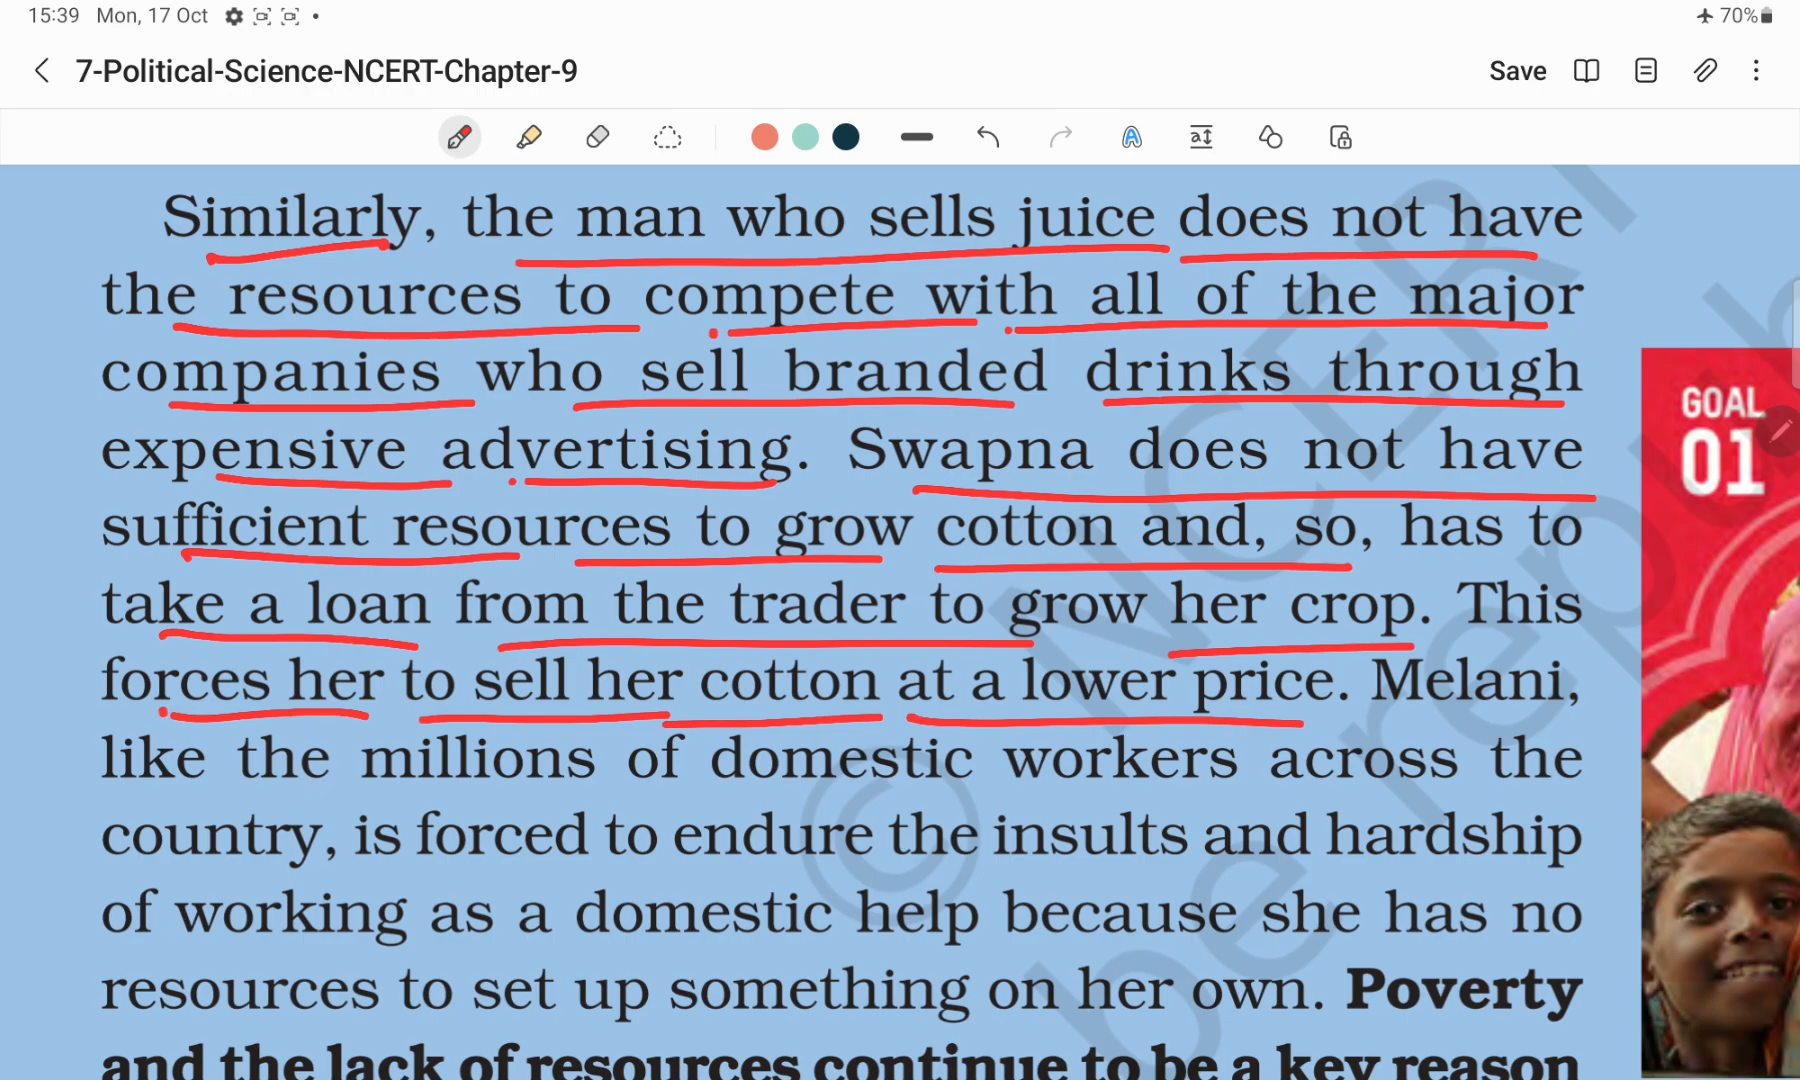 15:39 Mon, 17 Oct 70%
7-Political-Science-NCERT-Chapter-9 Save
Similarly, the man who sells juice does not have
the resources to compete with all of the major
companies who sell branded drinks through
expensive advertising. Swapna does not have
sufficient resources to grow cotton and, so, has to
take a loan from the trader to grow her crop. This
forces her to sell her cotton at a lower price. Melani,
like the millions of domestic workers across the
country, is forced to endure the insults and hardship
of working as a domestic help because she has no
resources to set up something on her own. Poverty
and the lack of resources continue to be a key reason
GOAL
01
© NCERT
be repub